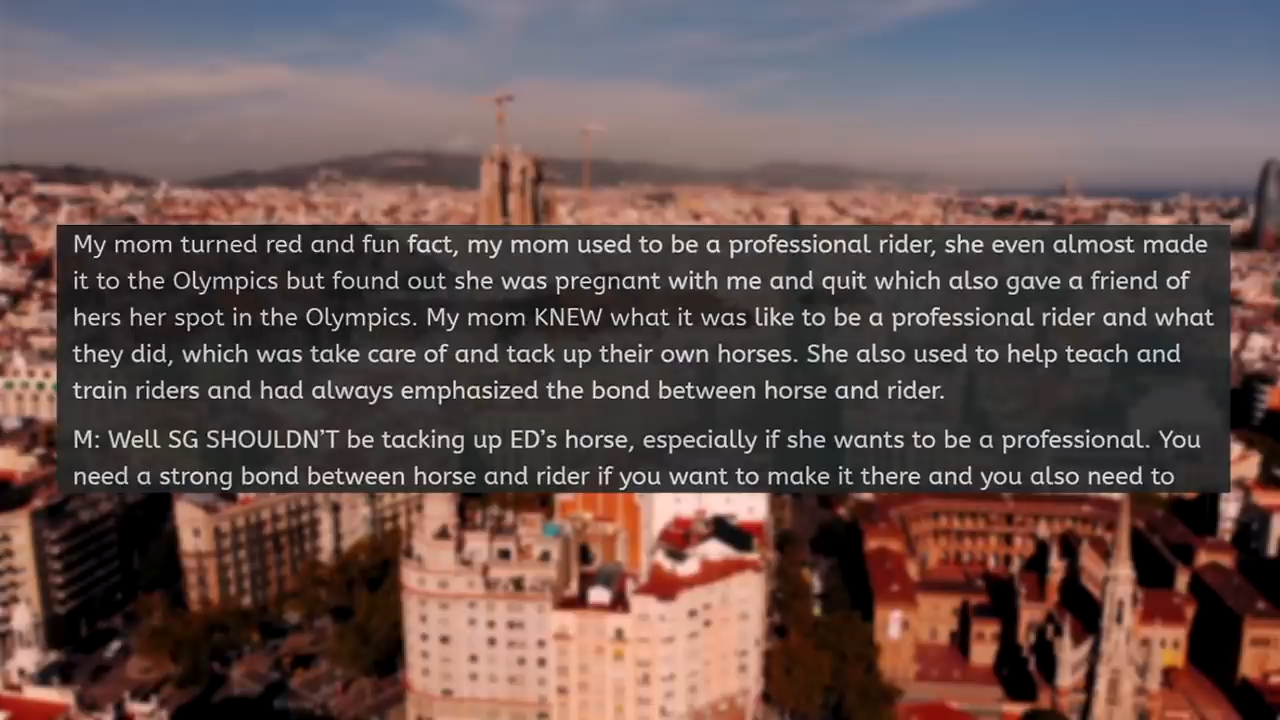 My mom turned red and fun fact, my mom used to be a professional rider, she even almost made
it to the Olympics but found out she was pregnant with me and quit which also gave a friend of
hers her spot in the Olympics. My mom KNEW what it was like to be a professional rider and what
they did, which was take care of and tack up their own horses. She also used to help teach and
train riders and had always emphasized the bond between horse and rider.
M: Well SG SHOULDN’T be tacking up ED’s horse, especially if she wants to be a professional. You
need a strong bond between horse and rider if you want to make it there and you also need to